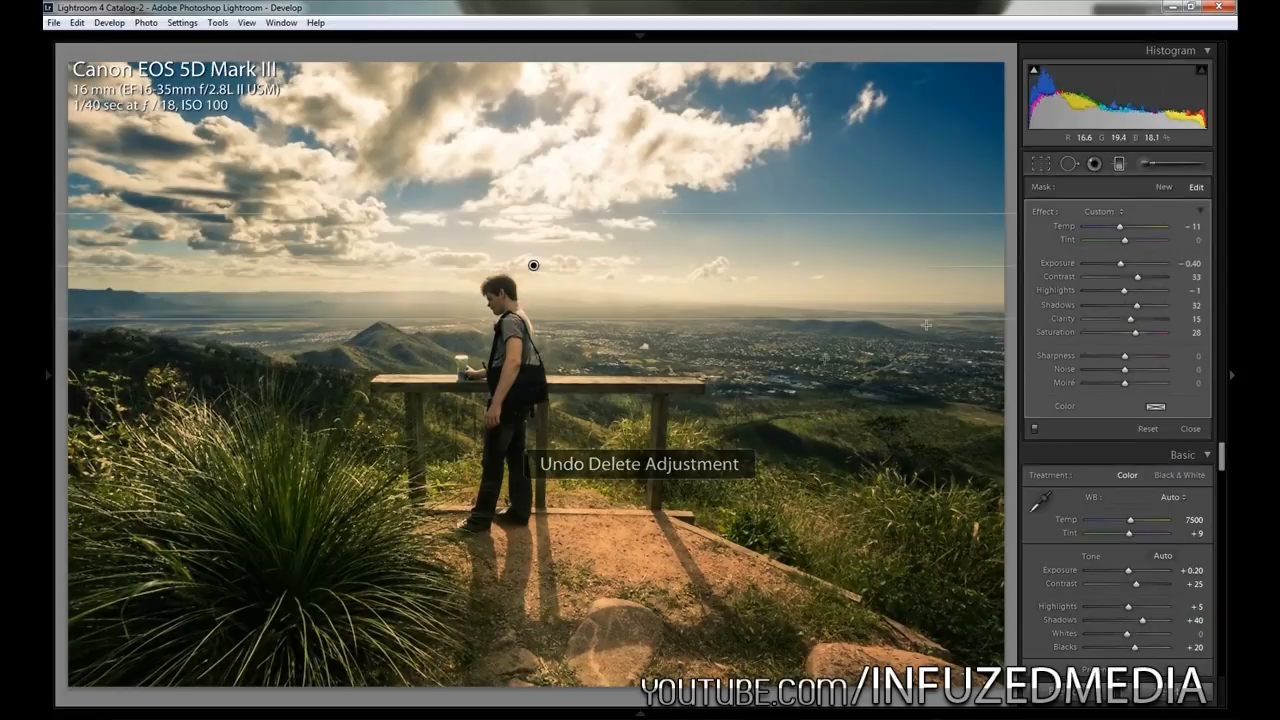 Lightroom 4 Catalog-2 - Adobe Photoshop Lightroom - Develop
File Edit Develop Photo Settings Tools View Window Help
Canon EOS 5D Mark III
16 mm (EF16-35mm f/2.8L II USM)
1/40 sec at ƒ / 18, ISO 100
Undo Delete Adjustment
Histogram
R 16.6 G 19.4 B 18.1 %
Mask : New Edit
Effect : Custom
Temp - 11
Tint 0
Exposure - 0.40
Contrast 33
Highlights - 1
Shadows 32
Clarity 15
Saturation 28
Sharpness 0
Noise 0
Moiré 0
Color
Reset Close
Basic
Treatment : Color Black & White
WB : Auto
Temp 7500
Tint + 9
Tone Auto
Exposure + 0.20
Contrast + 25
Highlights + 5
Shadows + 40
Whites 0
Blacks + 20
YOUTUBE.COM/INFUZEDMEDIA